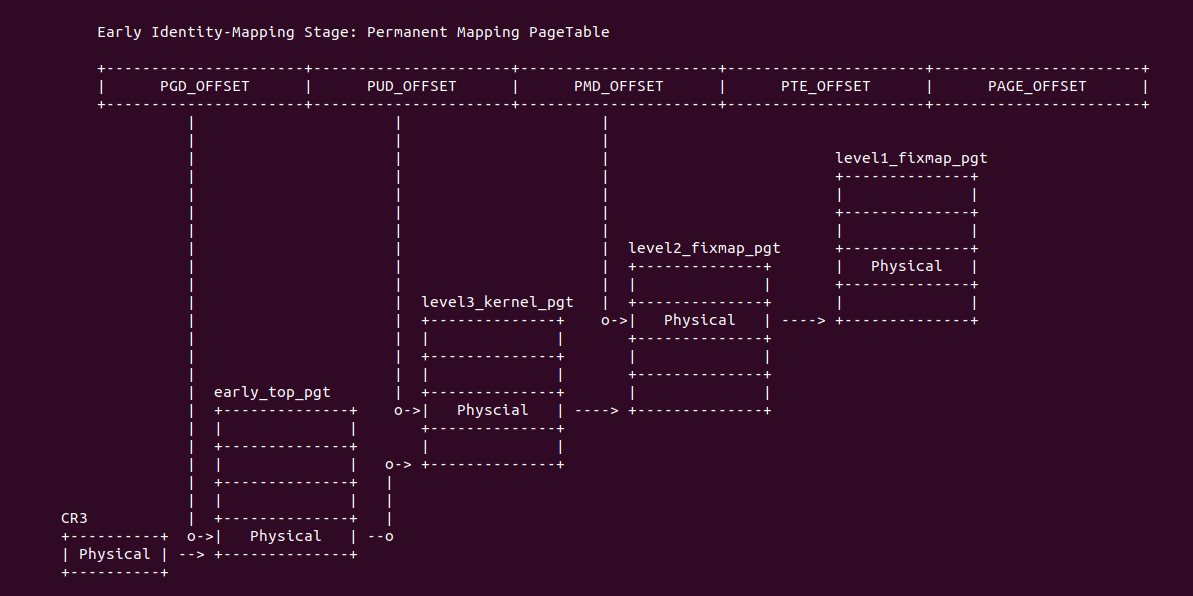 Early Identity-Mapping Stage: Permanent Mapping PageTable
+----------------------+----------------------+----------------------+----------------------+-----------------------+
|      PGD_OFFSET      |      PUD_OFFSET      |      PMD_OFFSET      |      PTE_OFFSET      |      PAGE_OFFSET      |
+----------------------+----------------------+----------------------+----------------------+-----------------------+
level1_fixmap_pgt
level2_fixmap_pgt
| Physical |
level3_kernel_pgt
o->| Physical | ---->
early_top_pgt
o->| Physcial | ---->
o->
CR3
o->| Physical | --o
| Physical | -->